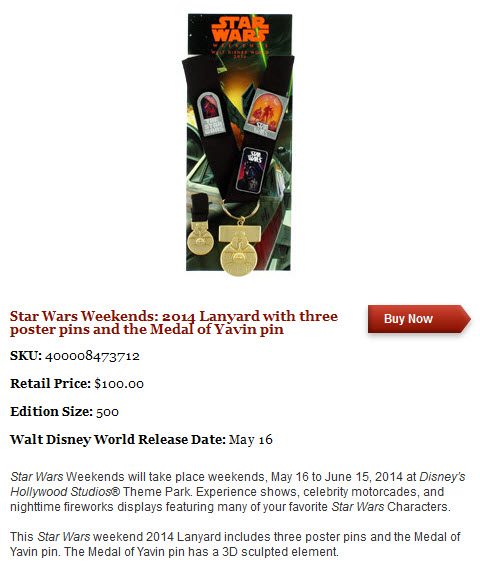 STAR
WARS
WEEKENDS
WALT DISNEY WORLD
2014
STAR
WARS
Star Wars Weekends: 2014 Lanyard with three
poster pins and the Medal of Yavin pin
Buy Now
SKU: 400008473712
Retail Price: $100.00
Edition Size: 500
Walt Disney World Release Date: May 16
Star Wars Weekends will take place weekends, May 16 to June 15, 2014 at Disney's
Hollywood Studios® Theme Park. Experience shows, celebrity motorcades, and
nighttime fireworks displays featuring many of your favorite Star Wars Characters.
This Star Wars weekend 2014 Lanyard includes three poster pins and the Medal of
Yavin pin. The Medal of Yavin pin has a 3D sculpted element.